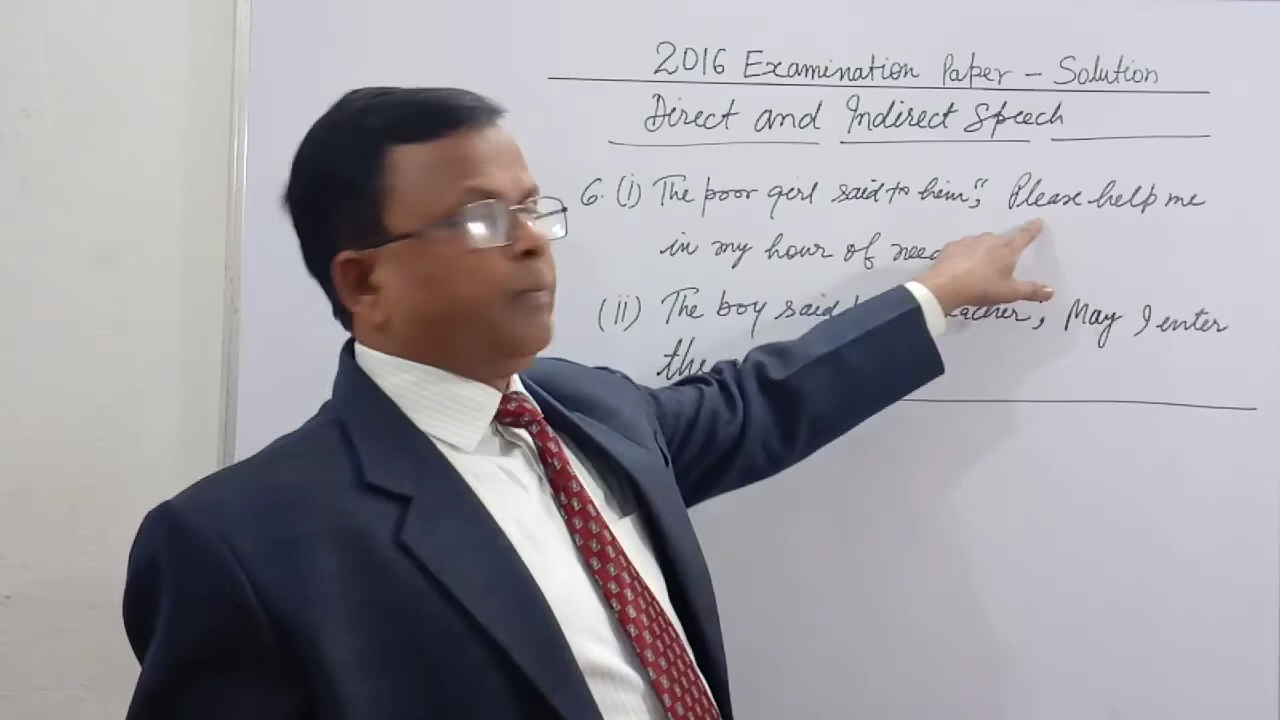 2016 Examination Paper – Solution
Direct and Indirect Speech
6. (i) The poor girl said to him," Please help me
in my hour of
(ii) The boy said May I enter
the